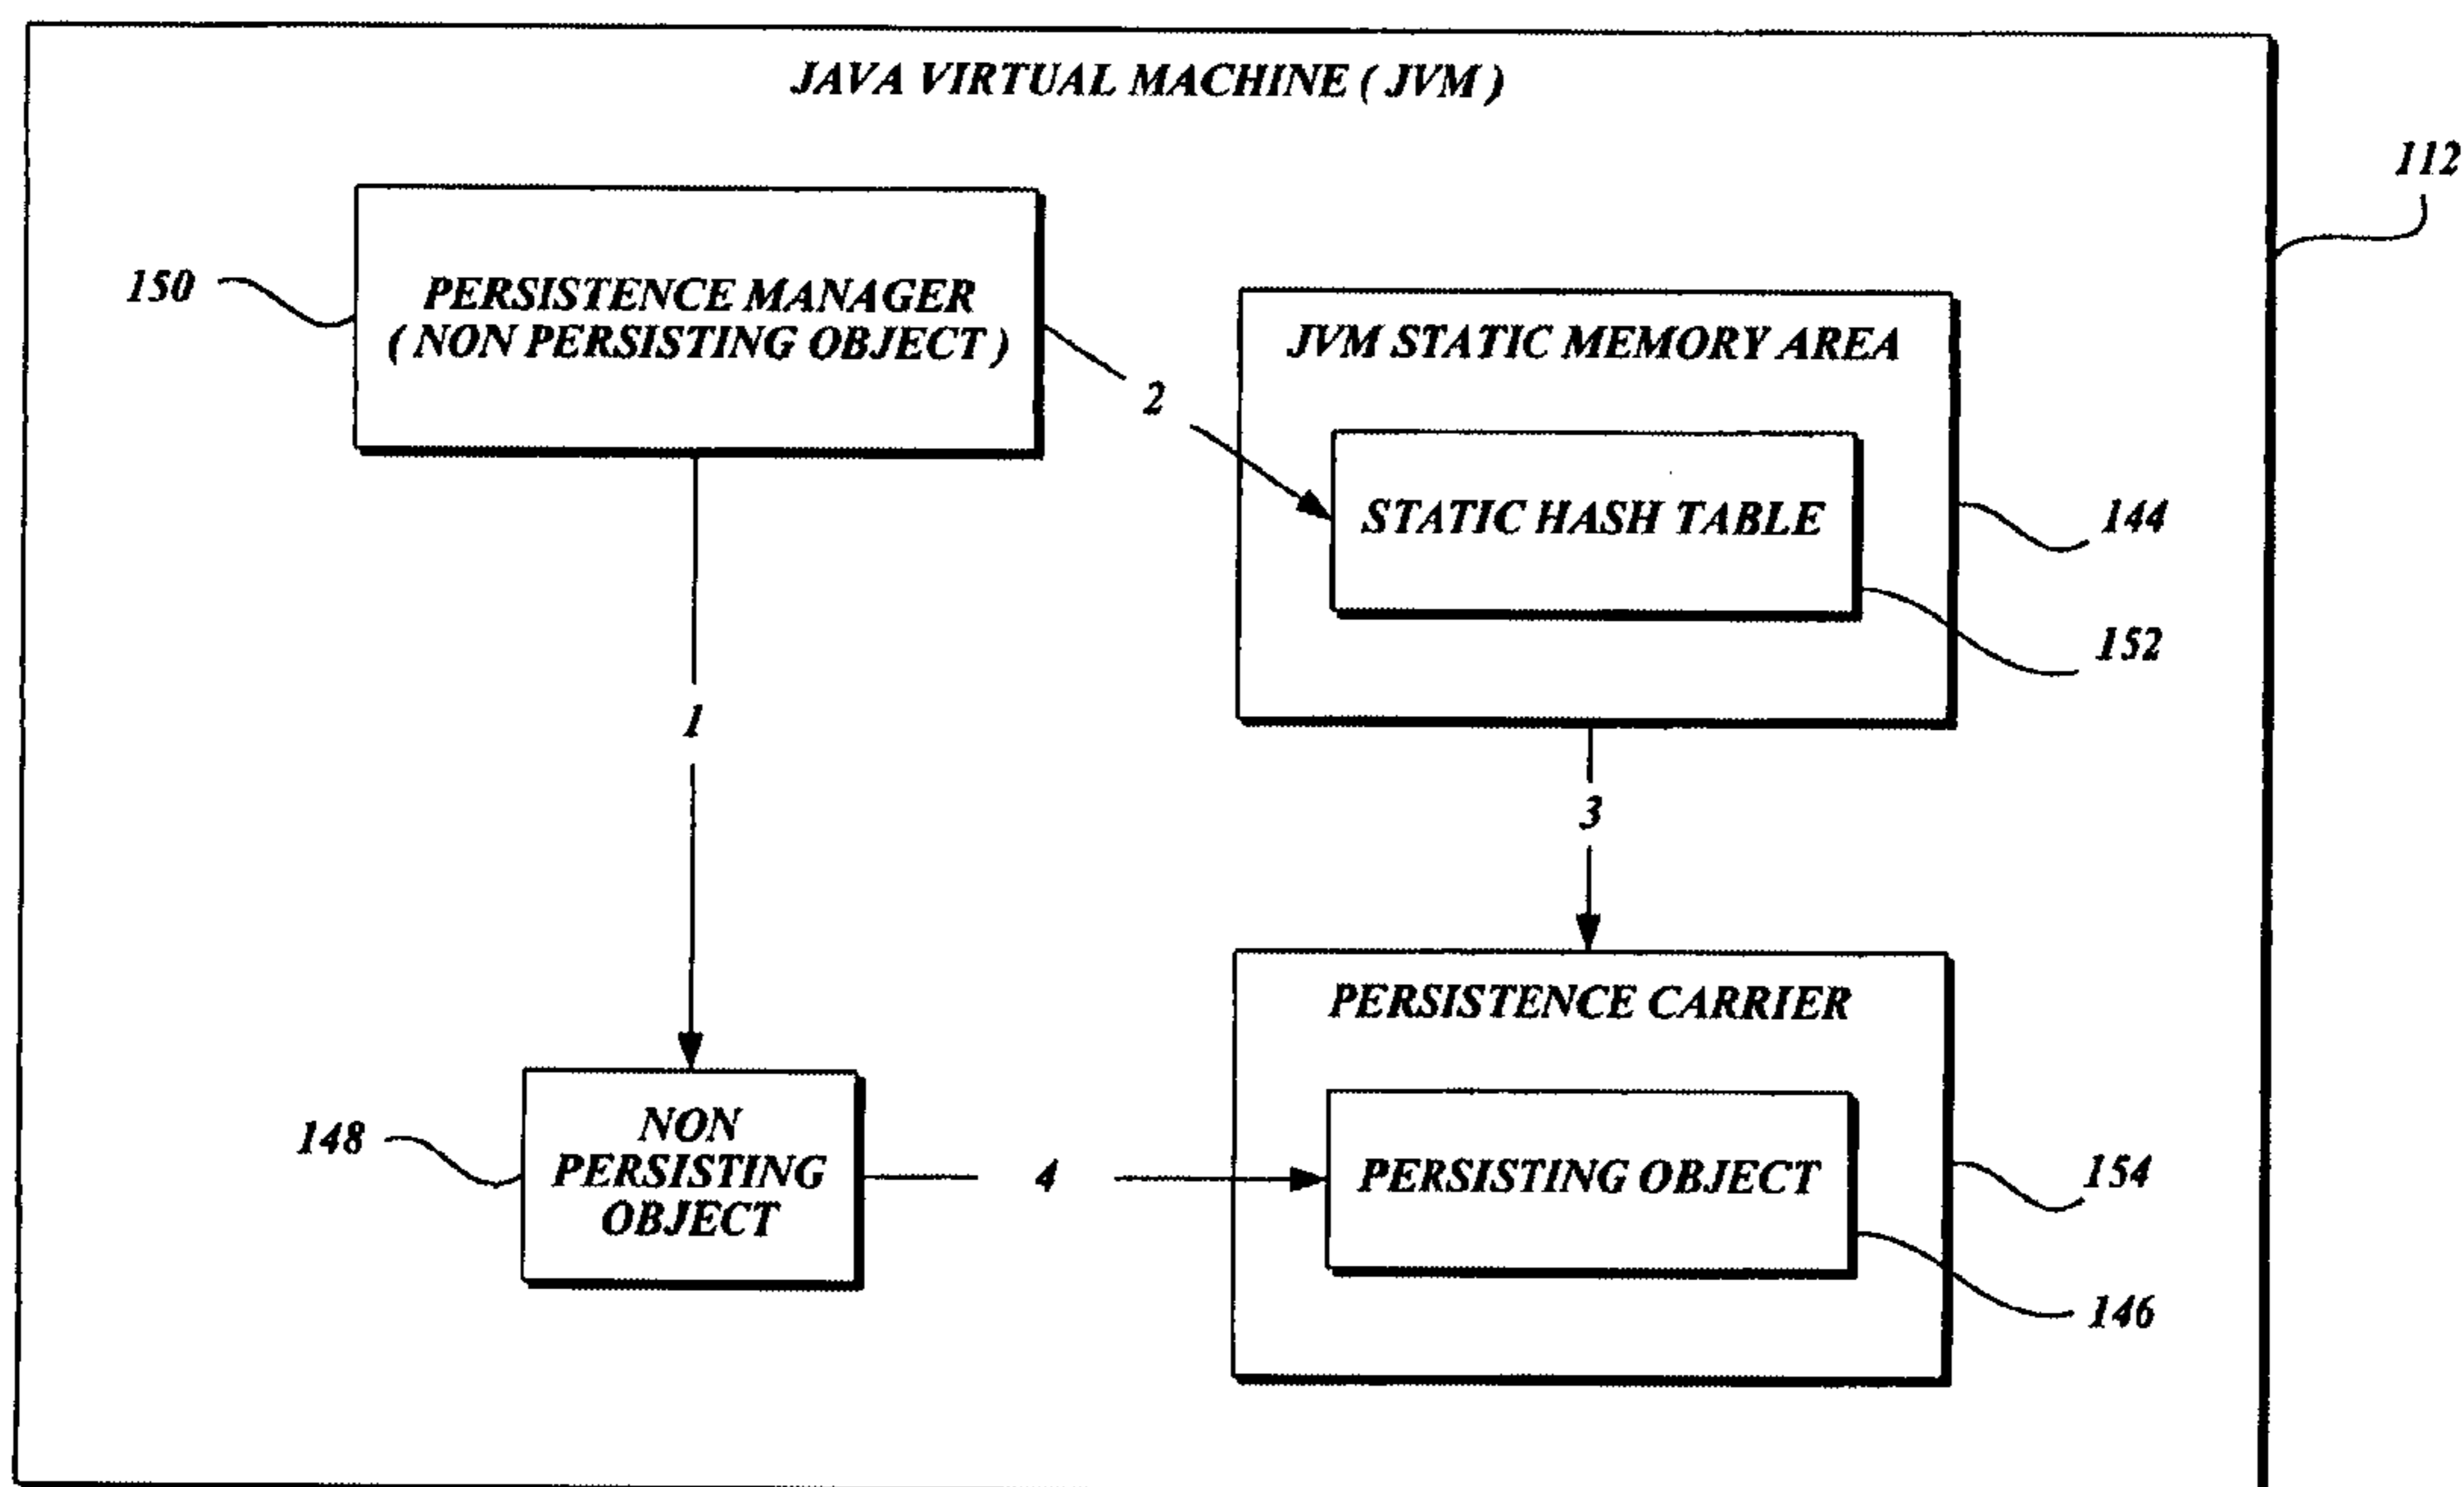 JAVA VIRTUAL MACHINE ( JVM )
112
150
PERSISTENCE MANAGER
( NON PERSISTING OBJECT )
2
JVM STATIC MEMORY AREA
STATIC HASH TABLE
144
152
1
3
PERSISTENCE CARRIER
148
NON
PERSISTING
OBJECT
4
PERSISTING OBJECT
154
146